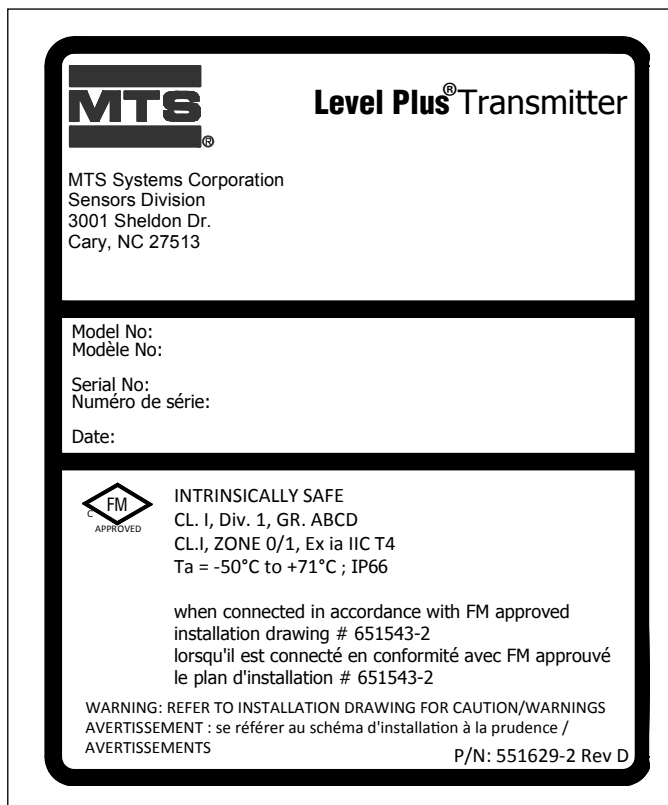 MTS®
Level Plus® Transmitter
MTS Systems Corporation
Sensors Division
3001 Sheldon Dr.
Cary, NC 27513
Model No:
Modèle No:
Serial No:
Numéro de série:
Date:
C FM APPROVED
INTRINSICALLY SAFE
CL. I, Div. 1, GR. ABCD
CL.I, ZONE 0/1, Ex ia IIC T4
Ta = -50°C to +71°C ; IP66
when connected in accordance with FM approved
installation drawing # 651543-2
lorsqu'il est connecté en conformité avec FM approuvé
le plan d'installation # 651543-2
WARNING: REFER TO INSTALLATION DRAWING FOR CAUTION/WARNINGS
AVERTISSEMENT : se référer au schéma d'installation à la prudence /
AVERTISSEMENTS
P/N: 551629-2 Rev D